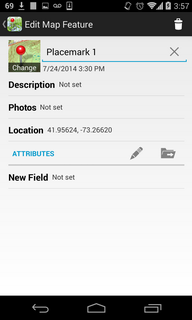 69 3:57
Edit Map Feature
Placemark 1
Change
7/24/2014 3:30 PM
Description Not set
Photos Not set
Location 41.95624, -73.26620
ATTRIBUTES
New Field Not set